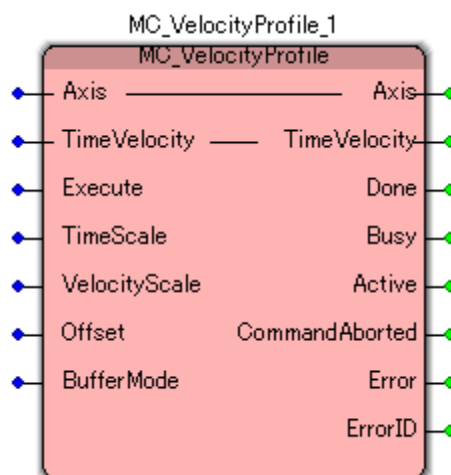 MC_VelocityProfile_1
MC_VelocityProfile
Axis Axis
TimeVelocity TimeVelocity
Execute Done
TimeScale Busy
VelocityScale Active
Offset CommandAborted
BufferMode Error
ErrorID